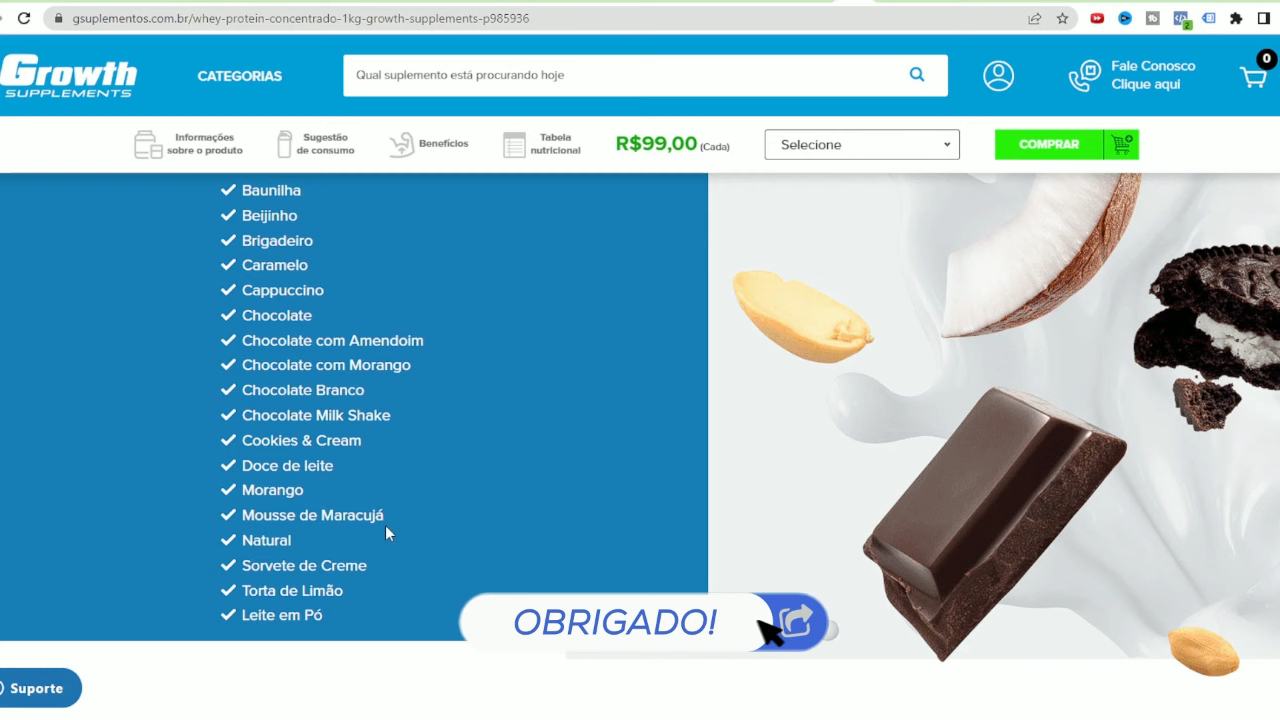 gsuplementos.com.br/whey-protein-concentrado-1kg-growth-supplements-p985936
2
Growth
SUPPLEMENTS
CATEGORIAS
Qual suplemento está procurando hoje
Fale Conosco
Clique aqui
0
Informações
sobre o produto
Sugestão
de consumo
Benefícios
Tabela
nutricional
R$99,00 (Cada)
Selecione
COMPRAR
Baunilha
Beijinho
Brigadeiro
Caramelo
Cappuccino
Chocolate
Chocolate com Amendoim
Chocolate com Morango
Chocolate Branco
Chocolate Milk Shake
Cookies & Cream
Doce de leite
Morango
Mousse de Maracujá
Natural
Sorvete de Creme
Torta de Limão
Leite em Pó
OBRIGADO!
Suporte